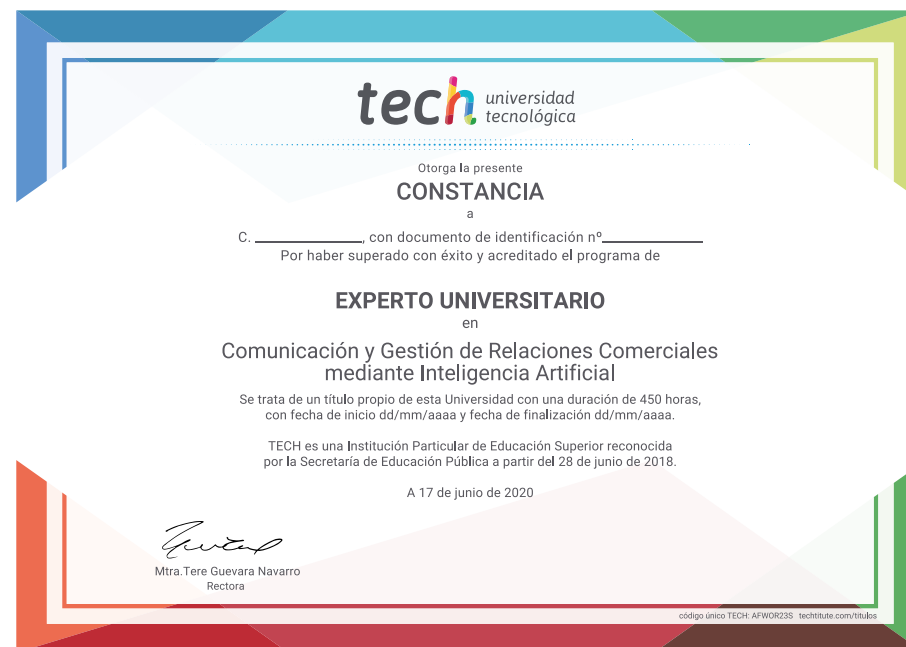 tech universidad
tecnológica
Otorga la presente
CONSTANCIA
a
C. ____________, con documento de identificación nº____________
Por haber superado con éxito y acreditado el programa de
EXPERTO UNIVERSITARIO
en
Comunicación y Gestión de Relaciones Comerciales
mediante Inteligencia Artificial
Se trata de un título propio de esta Universidad con una duración de 450 horas,
con fecha de inicio dd/mm/aaaa y fecha de finalización dd/mm/aaaa.
TECH es una Institución Particular de Educación Superior reconocida
por la Secretaría de Educación Pública a partir del 28 de junio de 2018.
A 17 de junio de 2020
Mtra.Tere Guevara Navarro
Rectora
código único TECH: AFWOR23S techtitute.com/titulos